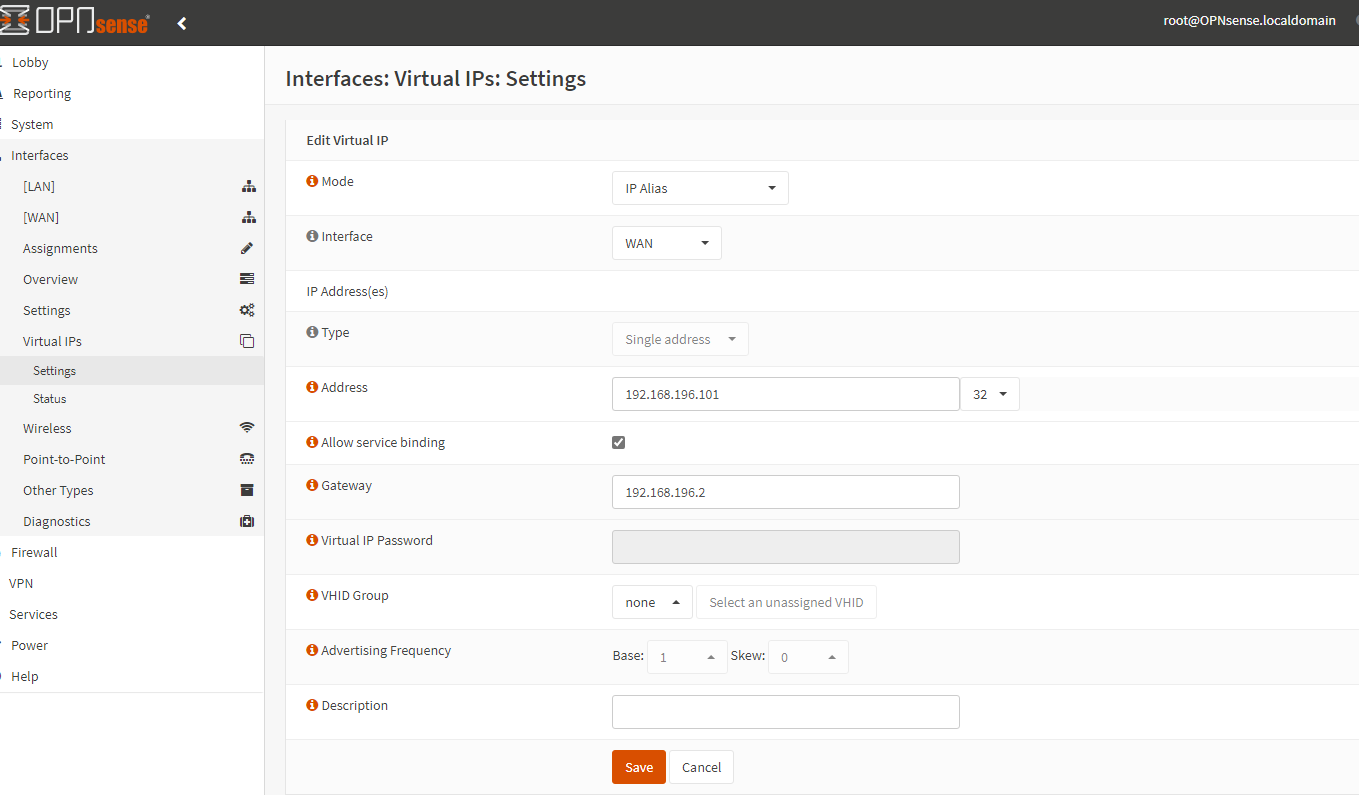 OPNsense®
root@OPNsense.localdomain
Lobby
Reporting
System
Interfaces
[LAN]
[WAN]
Assignments
Overview
Settings
Virtual IPs
Settings
Status
Wireless
Point-to-Point
Other Types
Diagnostics
Firewall
VPN
Services
Power
Help
Interfaces: Virtual IPs: Settings
Edit Virtual IP
Mode
IP Alias
Interface
WAN
IP Address(es)
Type
Single address
Address
192.168.196.101
32
Allow service binding
Gateway
192.168.196.2
Virtual IP Password
VHID Group
none
Select an unassigned VHID
Advertising Frequency
Base: 1 Skew: 0
Description
Save
Cancel